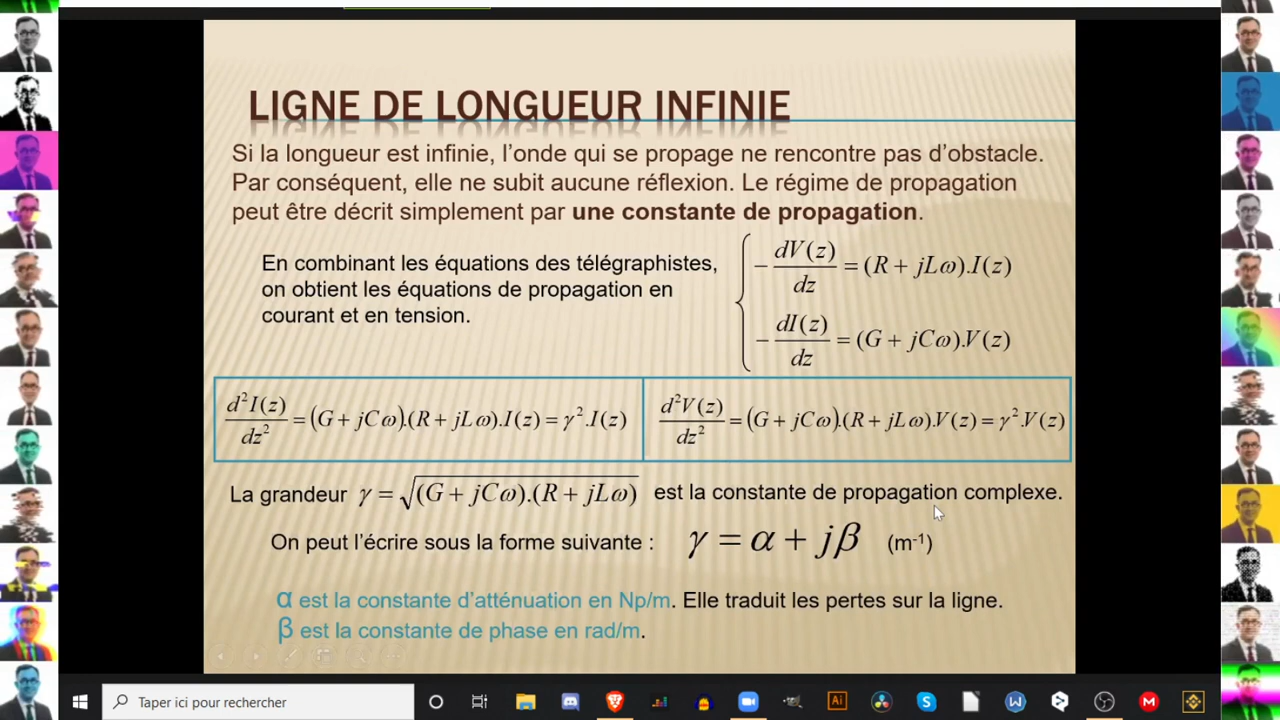 LIGNE DE LONGUEUR INFINIE
Si la longueur est infinie, l’onde qui se propage ne rencontre pas d’obstacle.
Par conséquent, elle ne subit aucune réflexion. Le régime de propagation
peut être décrit simplement par une constante de propagation.
En combinant les équations des télégraphistes,
on obtient les équations de propagation en
courant et en tension.
- dV(z)/dz = (R + jLω).I(z)
- dI(z)/dz = (G + jCω).V(z)
d²I(z)/dz² = (G + jCω).(R + jLω).I(z) = γ².I(z)
d²V(z)/dz² = (G + jCω).(R + jLω).V(z) = γ².V(z)
La grandeur γ = √(G + jCω).(R + jLω) est la constante de propagation complexe.
On peut l’écrire sous la forme suivante : γ = α + jβ (m⁻¹)
α est la constante d’atténuation en Np/m. Elle traduit les pertes sur la ligne.
β est la constante de phase en rad/m.
Taper ici pour rechercher
Ai